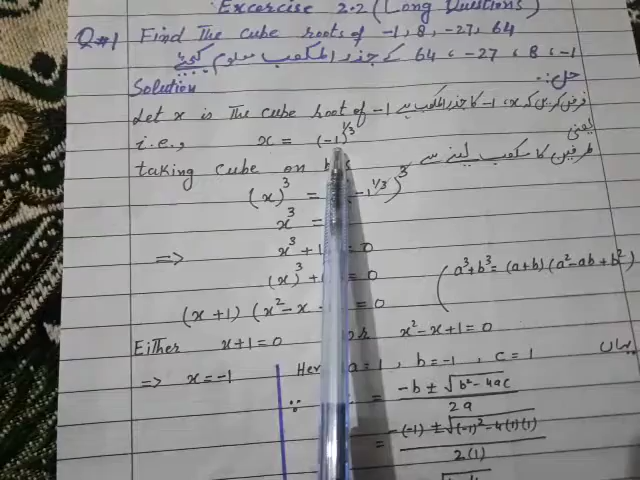 Excercise 2.2 (Long Questions)
Q#1 Find The cube roots of -1, 8, -27, 64
-1، 8، -27، 64 کے جذر المکعب معلوم کیجئے
Solution حل:
Let x is The cube root of -1 فرض کریں کہ x، -1 کا جذر المکعب ہے
i.e., x = (-1)^1/3 یعنی
taking cube on طرفین کا مکعب لینے سے
(x)^3 = -1^1/3)^3
x^3 =
=> x^3 + 1 = 0
(x)^3 + = 0 (a^3+b^3 = (a+b)(a^2-ab+b^2)
(x+1) (x^2 - x = 0
Either x+1=0 or x^2-x+1=0
=> x=-1 Her a=1, b=-1, c=1 یہاں
∵ = -b ± √b^2-4ac / 2a
= -(-1) ± √(-1)^2-4(1)(1) / 2(1)